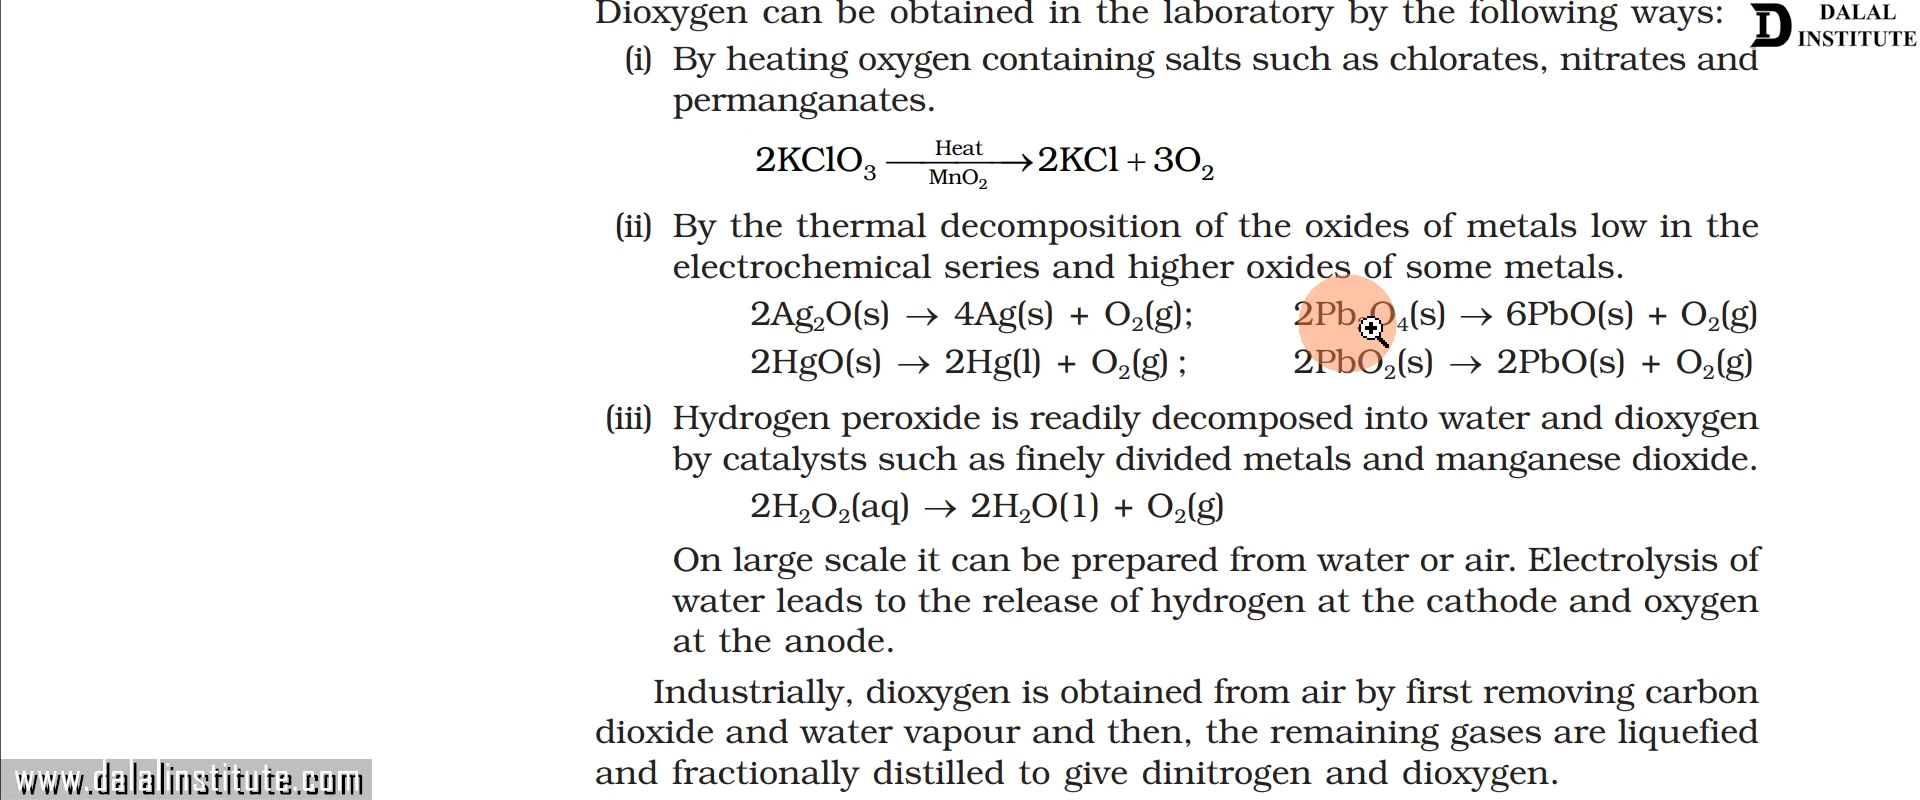 Dioxygen can be obtained in the laboratory by the following ways:
DALAL
INSTITUTE
(i) By heating oxygen containing salts such as chlorates, nitrates and
permanganates.
Heat
2KClO₃ ⟶ 2KCl + 3O₂
MnO₂
(ii) By the thermal decomposition of the oxides of metals low in the
electrochemical series and higher oxides of some metals.
2Ag₂O(s) → 4Ag(s) + O₂(g); 2Pb₃O₄(s) → 6PbO(s) + O₂(g)
2HgO(s) → 2Hg(l) + O₂(g) ; 2PbO₂(s) → 2PbO(s) + O₂(g)
(iii) Hydrogen peroxide is readily decomposed into water and dioxygen
by catalysts such as finely divided metals and manganese dioxide.
2H₂O₂(aq) → 2H₂O(1) + O₂(g)
On large scale it can be prepared from water or air. Electrolysis of
water leads to the release of hydrogen at the cathode and oxygen
at the anode.
Industrially, dioxygen is obtained from air by first removing carbon
dioxide and water vapour and then, the remaining gases are liquefied
and fractionally distilled to give dinitrogen and dioxygen.
www.dalalinstitute.com